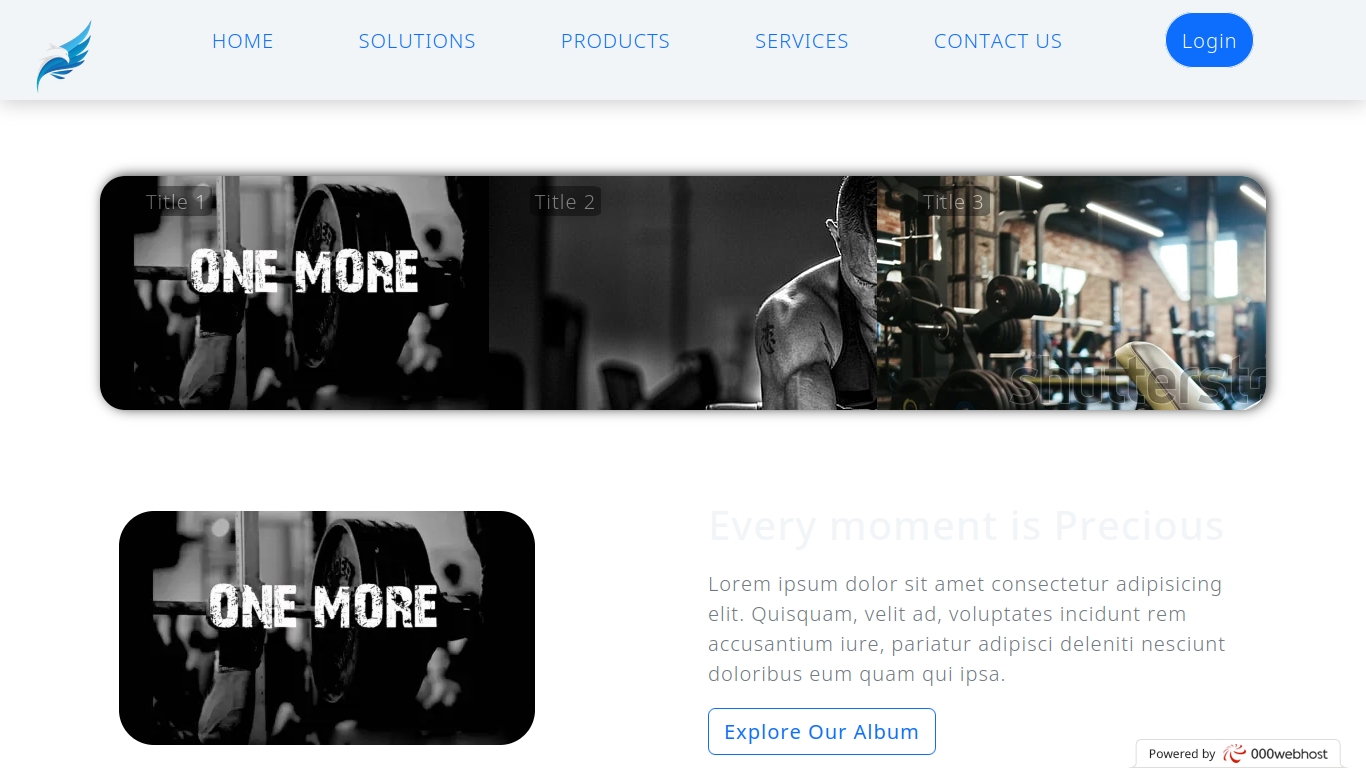 HOME
SOLUTIONS
PRODUCTS
SERVICES
CONTACT US
Login
Title 1
Title 2
Title 3
ONE MORE
shutterst
ONE MORE
Every moment is Precious
Lorem ipsum dolor sit amet consectetur adipisicing
elit. Quisquam, velit ad, voluptates incidunt rem
accusantium iure, pariatur adipisci deleniti nesciunt
doloribus eum quam qui ipsa.
Explore Our Album
Powered by 000webhost